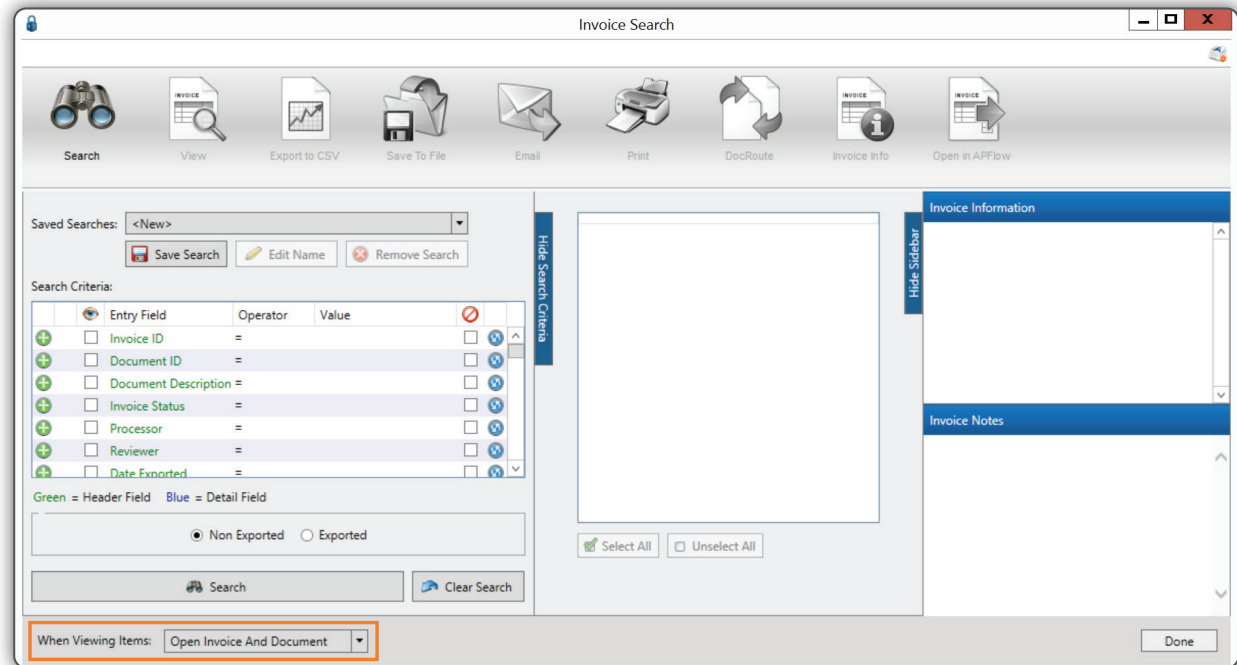 Invoice Search
INVOICE
INVOICE
INVOICE
Search
View
Export to CSV
Save To File
Email
Print
DocRoute
Invoice Info
Open in APFlow
Saved Searches: <New>
Save Search
Edit Name
Remove Search
Search Criteria:
Entry Field Operator Value
Invoice ID =
Document ID =
Document Description =
Invoice Status =
Processor =
Reviewer =
Date Exported =
Green = Header Field Blue = Detail Field
Non Exported Exported
Search
Clear Search
Hide Search Criteria
Select All
Unselect All
Hide Sidebar
Invoice Information
Invoice Notes
When Viewing Items: Open Invoice And Document
Done